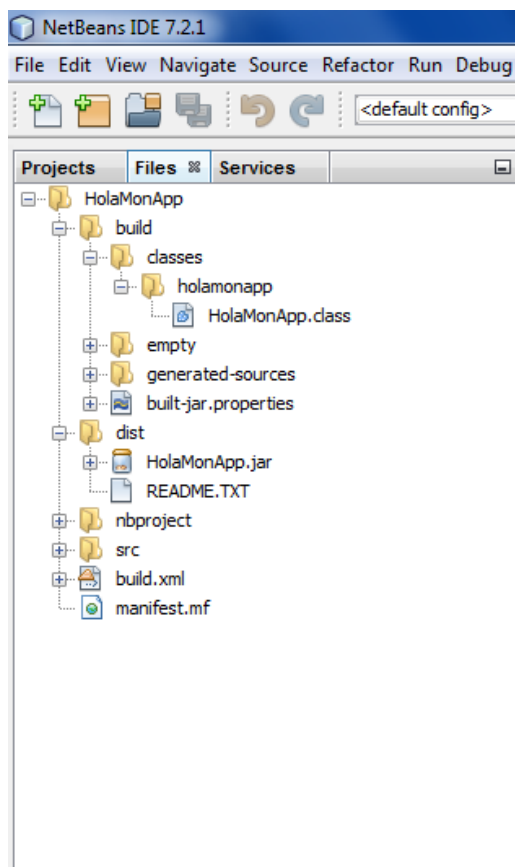 NetBeans IDE 7.2.1
File Edit View Navigate Source Refactor Run Debug
<default config>
Projects Files Services
HolaMonApp
build
classes
holamonapp
HolaMonApp.class
empty
generated-sources
built-jar.properties
dist
HolaMonApp.jar
README.TXT
nbproject
src
build.xml
manifest.mf